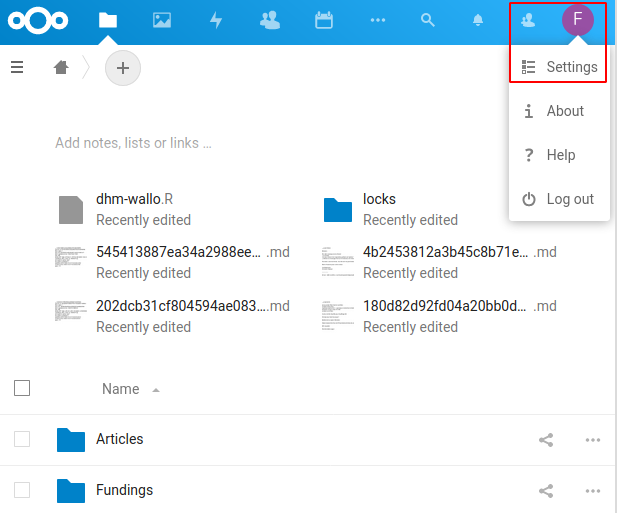 F
Settings
About
Help
Log out
Add notes, lists or links …
dhm-wallo.R
Recently edited
locks
Recently edited
545413887ea34a2988ee… .md
Recently edited
4b2453812a3b45c8b71e… .md
Recently edited
202dcb31cf804594ae083….md
Recently edited
180d82d92fd04a20bb0d… .md
Recently edited
Name
Articles
Fundings